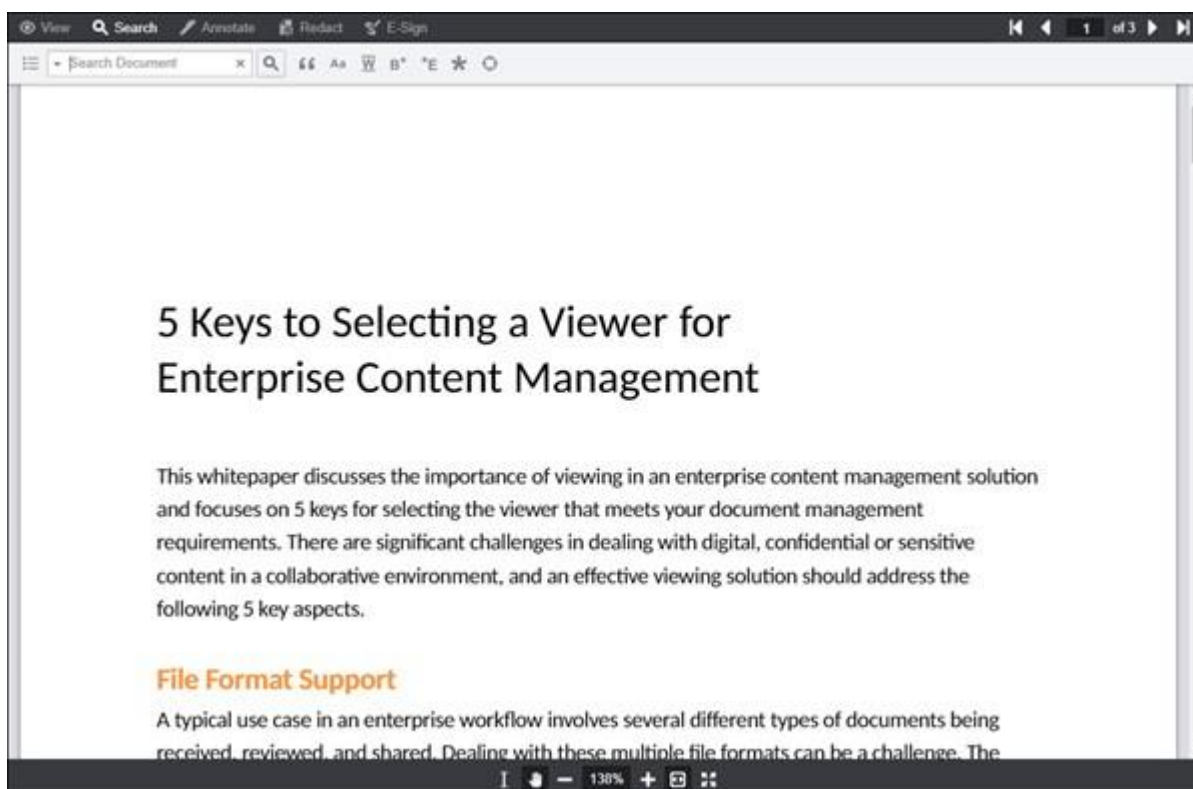 View Search Annotate Redact E-Sign 1 of 3
Search Document Aa W B* *E
5 Keys to Selecting a Viewer for
Enterprise Content Management
This whitepaper discusses the importance of viewing in an enterprise content management solution
and focuses on 5 keys for selecting the viewer that meets your document management
requirements. There are significant challenges in dealing with digital, confidential or sensitive
content in a collaborative environment, and an effective viewing solution should address the
following 5 key aspects.
File Format Support
A typical use case in an enterprise workflow involves several different types of documents being
received, reviewed, and shared. Dealing with these multiple file formats can be a challenge. The
138%